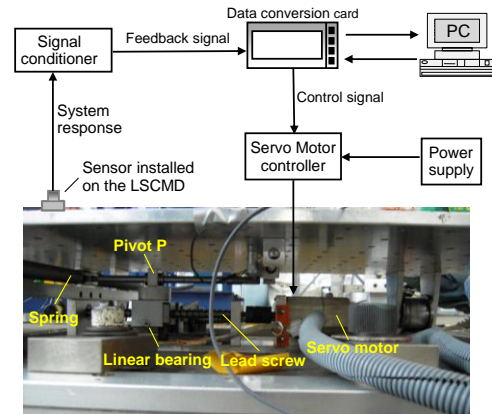 Data conversion card
Signal
conditioner
Feedback signal
PC
System
response
Control signal
Servo Motor
controller
Power
supply
Sensor installed
on the LSCMD
Pivot P
Spring
Linear bearing
Lead screw
Servo motor